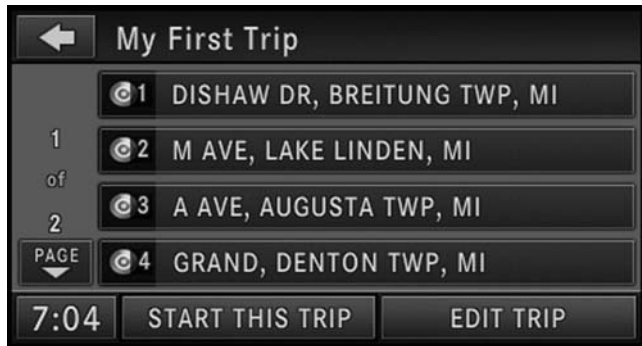 My First Trip
1 DISHAW DR, BREITUNG TWP, MI
2 M AVE, LAKE LINDEN, MI
3 A AVE, AUGUSTA TWP, MI
4 GRAND, DENTON TWP, MI
1
of
2
PAGE
7:04
START THIS TRIP
EDIT TRIP